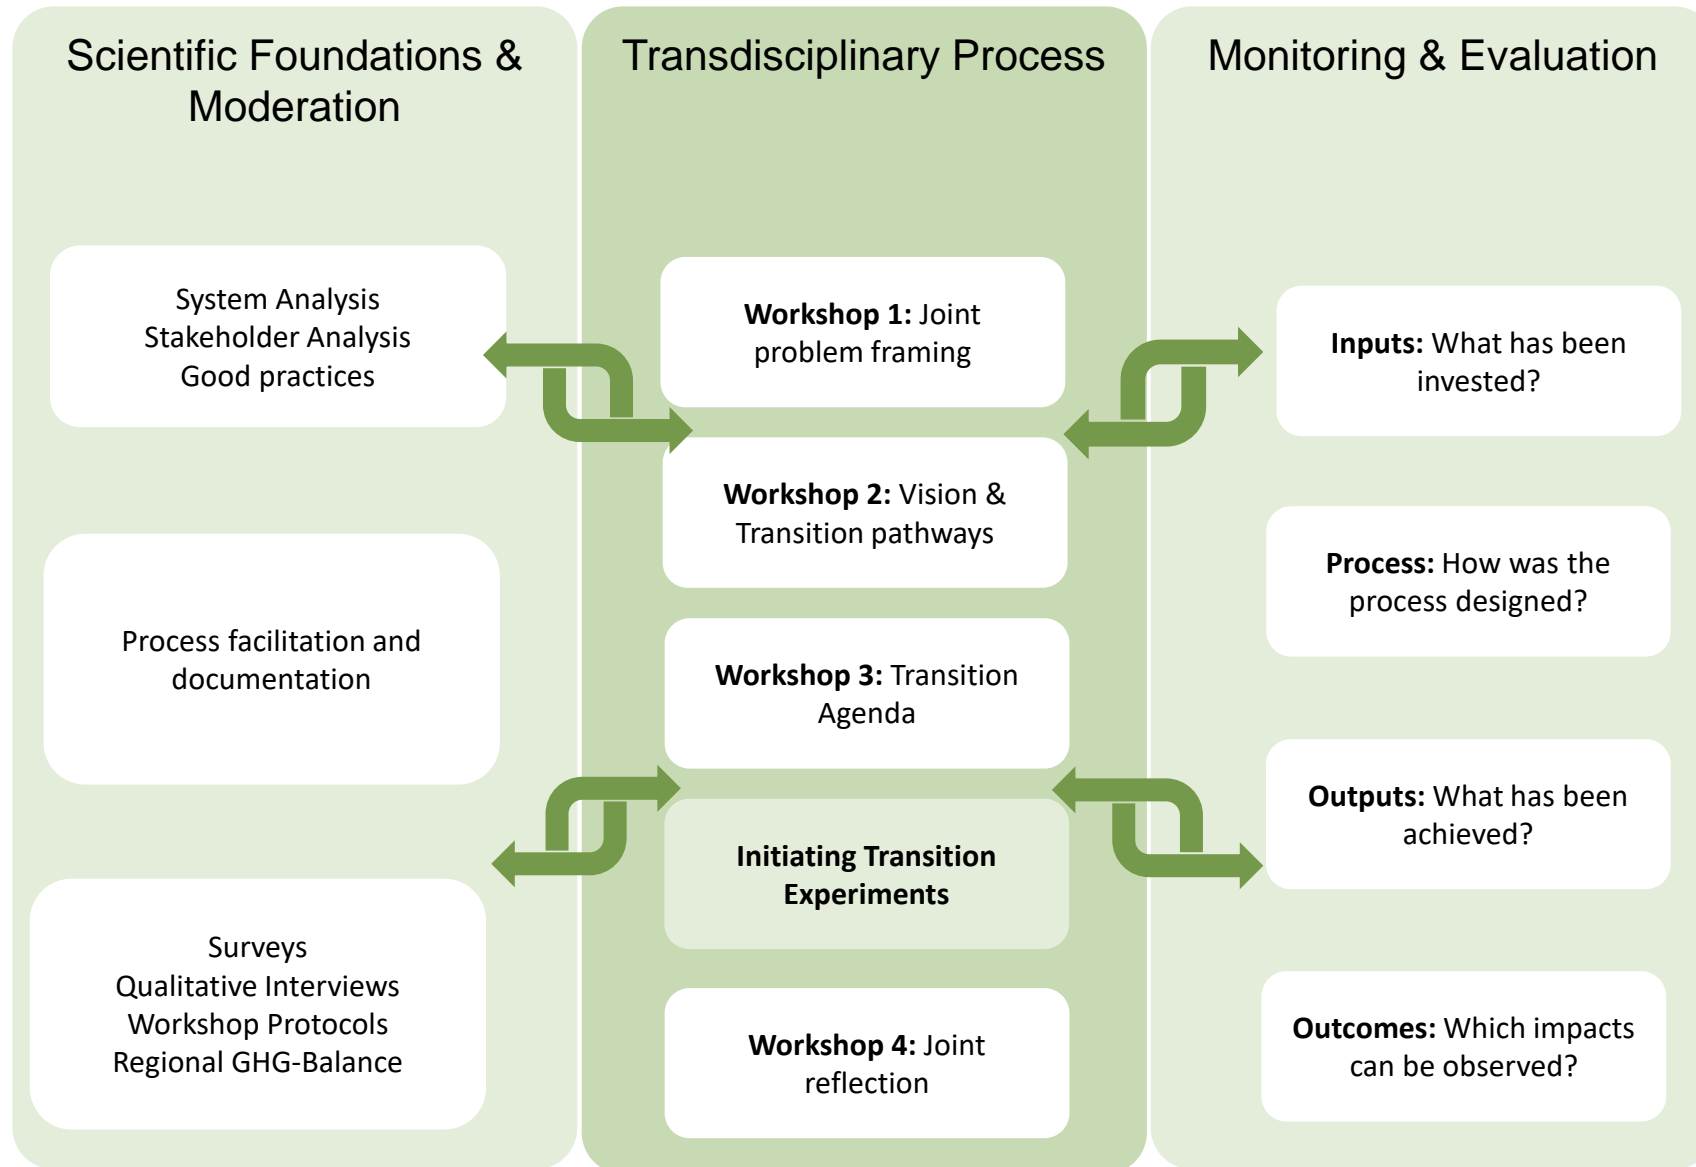 Scientific Foundations &
Moderation
System Analysis
Stakeholder Analysis
Good practices
Process facilitation and
documentation
Surveys
Qualitative Interviews
Workshop Protocols
Regional GHG-Balance
Transdisciplinary Process
Workshop 1: Joint
problem framing
Workshop 2: Vision &
Transition pathways
Workshop 3: Transition
Agenda
Initiating Transition
Experiments
Workshop 4: Joint
reflection
Monitoring & Evaluation
Inputs: What has been
invested?
Process: How was the
process designed?
Outputs: What has been
achieved?
Outcomes: Which impacts
can be observed?